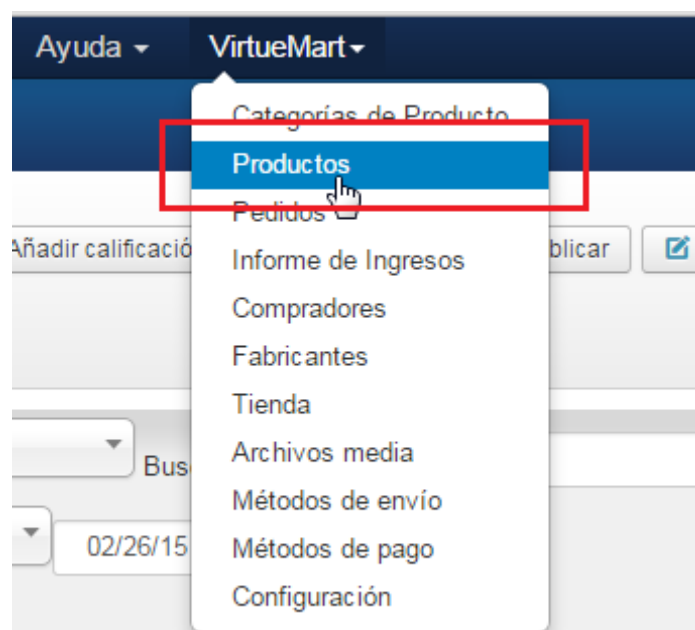 Ayuda VirtueMart
Categorías de Producto
Productos
Pedidos
Añadir calificació blicar
Informe de Ingresos
Compradores
Fabricantes
Tienda
Archivos media
Bus
Métodos de envío
02/26/15
Métodos de pago
Configuración